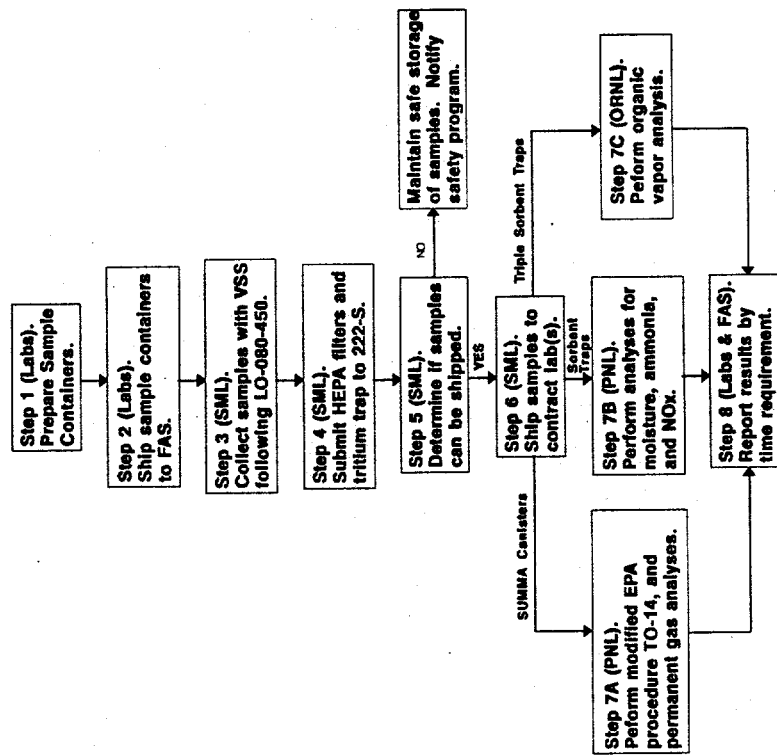 Step 1 (Labs).
Prepare Sample
Containers.
Step 2 (Labs).
Ship sample containers
to FAS.
Step 3 (SML).
Collect samples with VSS
following LO-080-450.
Step 4 (SML).
Submit HEPA filters and
tritium trap to 222-S.
Step 5 (SML).
Determine if samples
can be shipped.
NO
Maintain safe storage
of samples. Notify
safety program.
YES
Step 6 (SML).
Ship samples to
contract lab(s).
SUMMA Canisters
Sorbent
Traps
Triple Sorbent Traps
Step 7A (PNL).
Peform modified EPA
procedure TO-14, and
permanent gas analyses.
Step 7B (PNL).
Perform analyses for
moisture, ammonia,
and NOx.
Step 7C (ORNL).
Peform organic
vapor analysis.
Step 8 (Labs & FAS).
Report results by
time requirement.